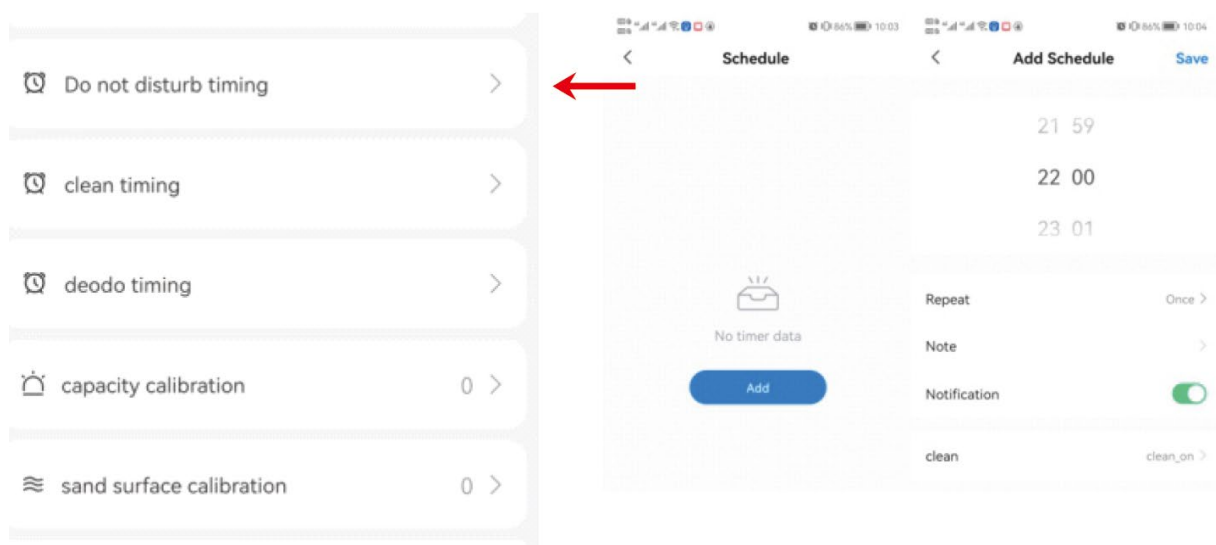 Do not disturb timing
clean timing
deodo timing
capacity calibration 0
sand surface calibration 0
86% 10:03
Schedule
No timer data
Add
86% 10:04
Add Schedule Save
21 59
22 00
23 01
Repeat Once
Note
Notification
clean clean_on